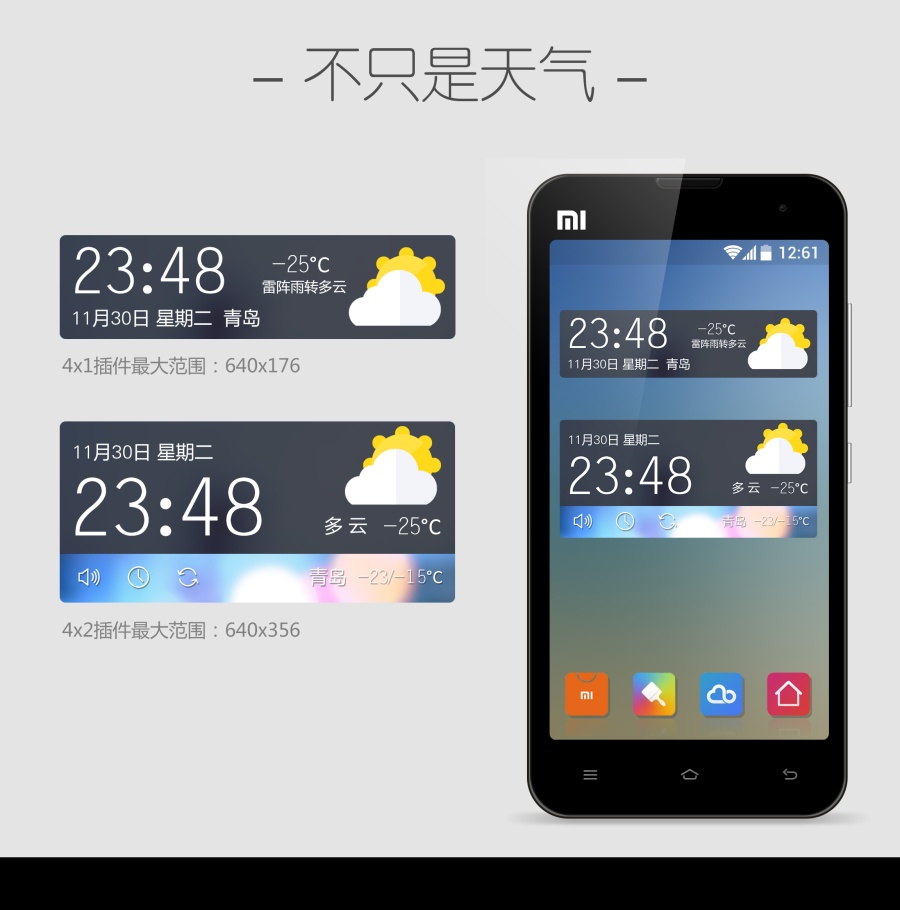 - 不只是天气 -
23:48
-25°C
雷阵雨转多云
11月30日 星期二 青岛
4x1插件最大范围：640x176
11月30日 星期二
23:48
多云 -25°C
青岛 -23/-15°C
4x2插件最大范围：640x356
MI
12:61
23:48
-25°C
雷阵雨转多云
11月30日 星期二 青岛
11月30日 星期二
23:48
多云 -25°C
青岛 -23/-15°C
MI